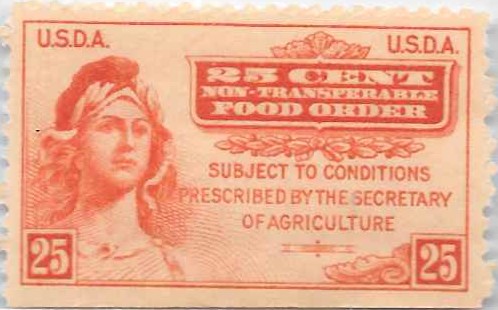 U.S.D.A.
U.S.D.A.
25 CENT
NON-TRANSFERABLE
FOOD ORDER
SUBJECT TO CONDITIONS
PRESCRIBED BY THE SECRETARY
OF AGRICULTURE
25
25